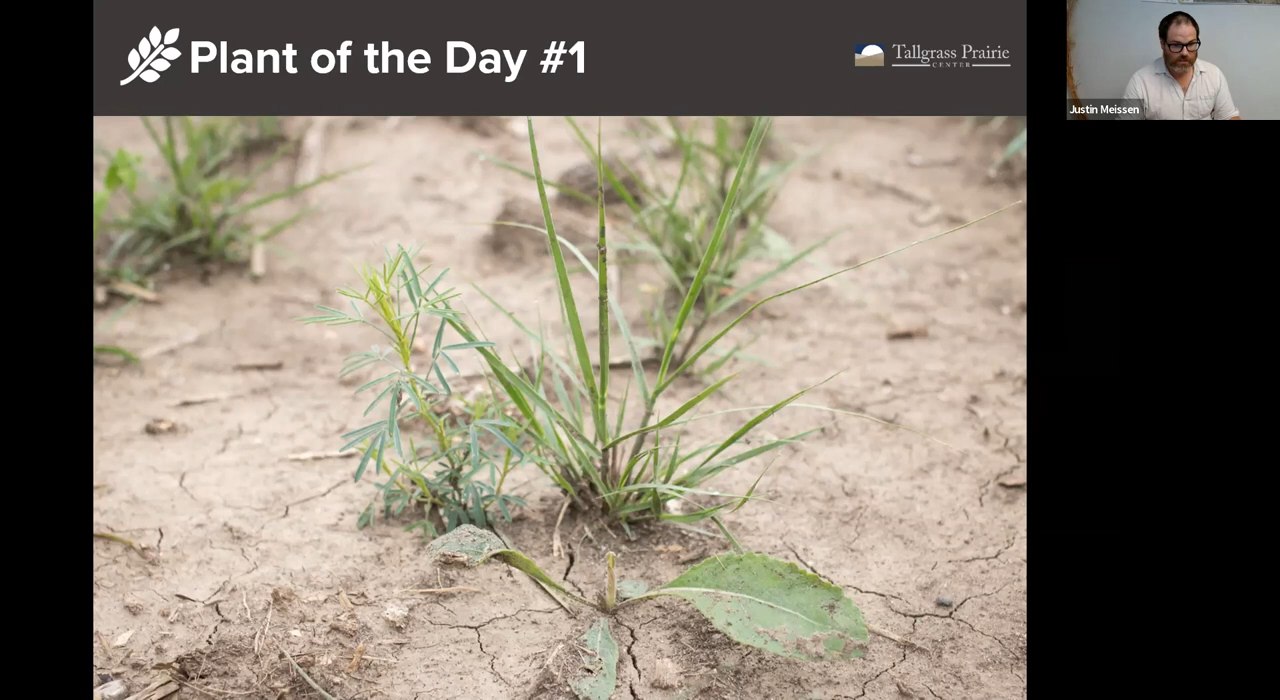 Plant of the Day #1
Tallgrass Prairie
CENTER
Justin Meissen